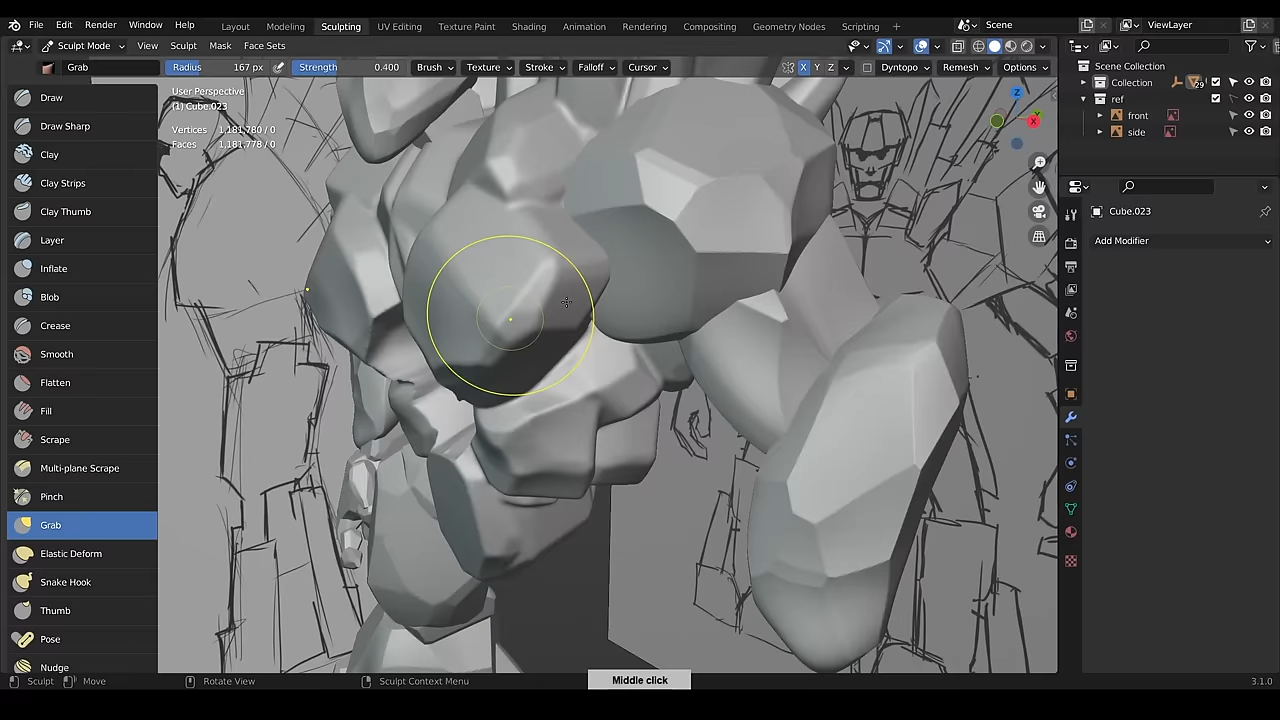 File Edit Render Window Help Layout Modeling Sculpting UV Editing Texture Paint Shading Animation Rendering Compositing Geometry Nodes Scripting + Scene ViewLayer
Sculpt Mode View Sculpt Mask Face Sets
Grab Radius 167 px Strength 0.400 Brush Texture Stroke Falloff Cursor X Y Z Dyntopo Remesh Options
Scene Collection
Collection 29
ref
front
side
User Perspective
(1) Cube.023
Vertices 1,181,780 / 0
Faces 1,181,778 / 0
Z
Y
X
Draw
Draw Sharp
Clay
Clay Strips
Clay Thumb
Layer
Inflate
Blob
Crease
Smooth
Flatten
Fill
Scrape
Multi-plane Scrape
Pinch
Grab
Elastic Deform
Snake Hook
Thumb
Pose
Nudge
Cube.023
Add Modifier
Middle click
Sculpt Move Rotate View Sculpt Context Menu 3.1.0